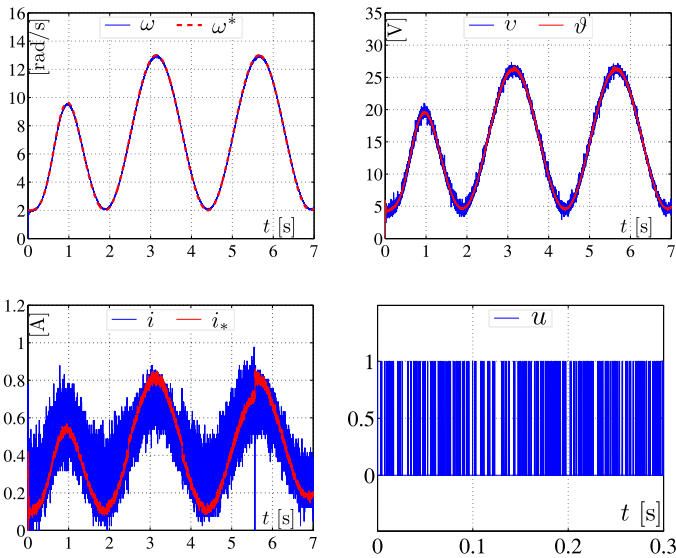 [rad/s]
ω ω*
16
14
12
10
8
6
4
2
0
0 1 2 3 4 5 6 7
t [s]
[V]
υ ϑ
35
30
25
20
15
10
5
0
0 1 2 3 4 5 6 7
t [s]
[A]
i i*
1.2
1
0.8
0.6
0.4
0.2
0
0 1 2 3 4 5 6 7
t [s]
u
1
0.5
0
0 0.1 0.2 0.3
t [s]